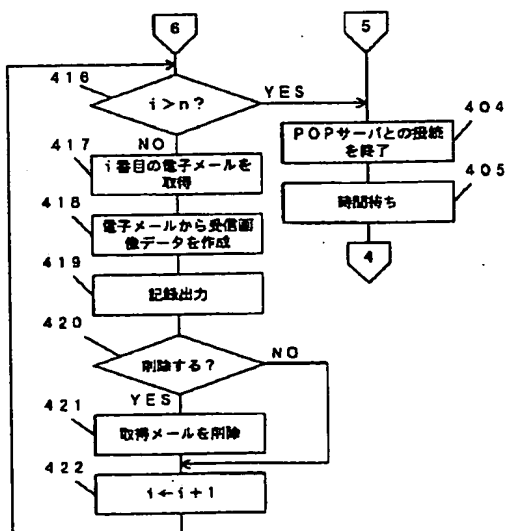 6
5
416
i>n?
YES
404
POPサーバとの接続
を終了
NO
417
i番目の電子メールを
取得
405
時間待ち
418
電子メールから受信画
像データを作成
4
419
記録出力
420
削除する?
NO
YES
421
取得メールを削除
422
i←i+1